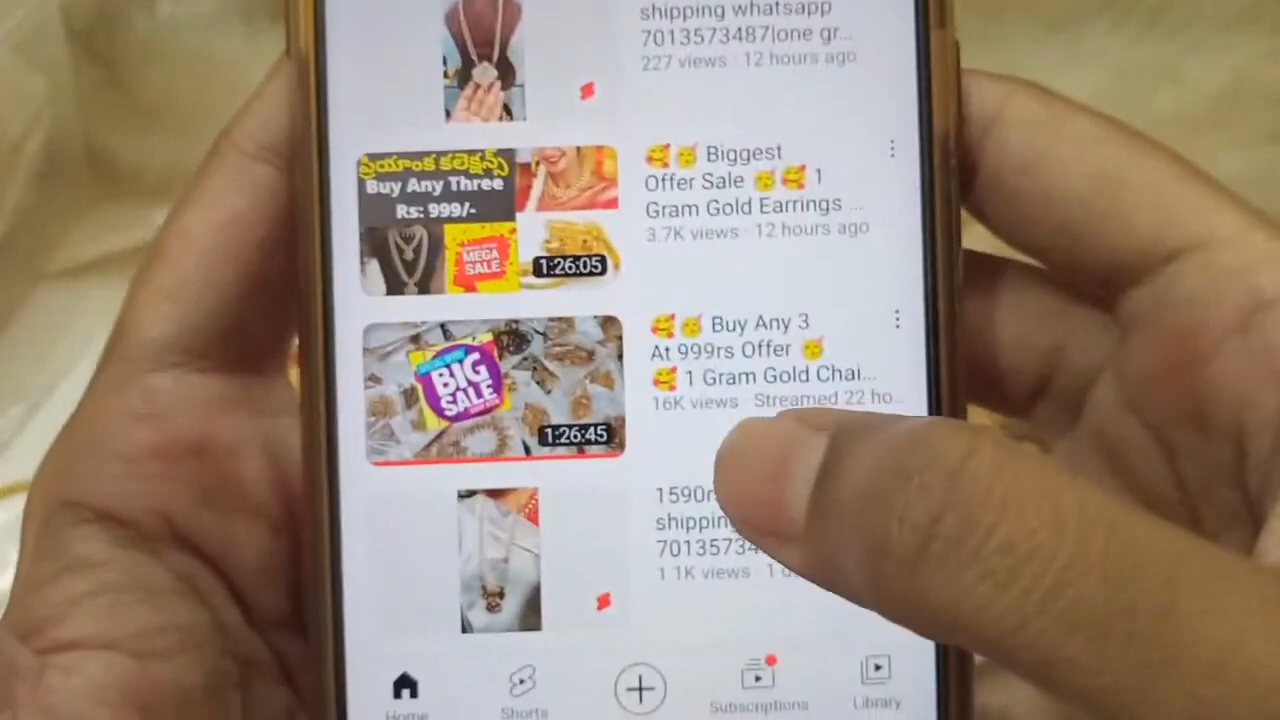 shipping whatsapp
7013573487|one gr...
227 views · 12 hours ago
ప్రియాంక కలెక్షన్స్
Buy Any Three
Rs: 999/-
MEGA
SALE
1:26:05
🥰🥳 Biggest
Offer Sale 🥳🥰 1
Gram Gold Earrings ...
3.7K views · 12 hours ago
BIG
SALE
1:26:45
🥰🥳 Buy Any 3
At 999rs Offer 🥳
🥰 1 Gram Gold Chai...
16K views · Streamed 22 ho...
1590r
shipping
70135734
1.1K views · 1
Home
Shorts
Subscriptions
Library